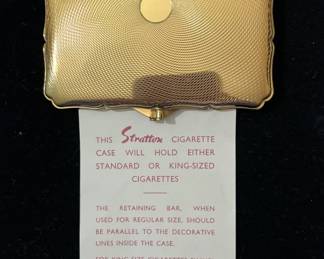 THIS Stratton CIGARETTE
CASE WILL HOLD EITHER
STANDARD OR KING-SIZED
CIGARETTES
THE RETAINING BAR, WHEN
USED FOR REGULAR SIZE, SHOULD
BE PARALLEL TO THE DECORATIVE
LINES INSIDE THE CASE.